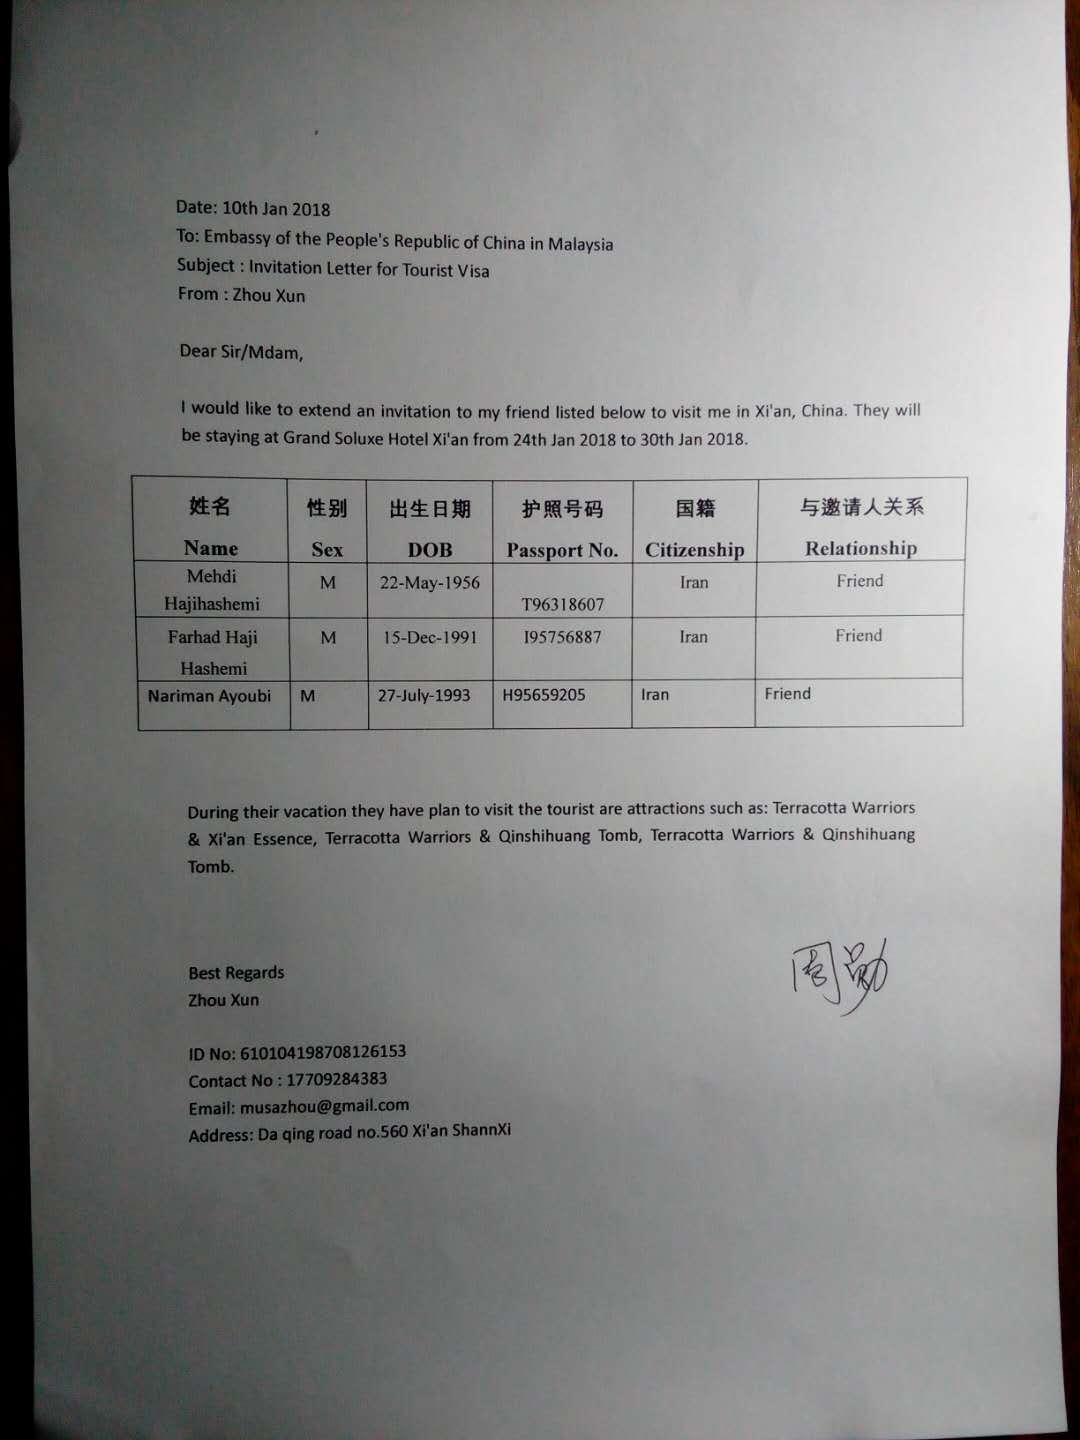 Date: 10th Jan 2018
To: Embassy of the People's Republic of China in Malaysia
Subject : Invitation Letter for Tourist Visa
From : Zhou Xun
Dear Sir/Mdam,
I would like to extend an invitation to my friend listed below to visit me in Xi'an, China. They will
be staying at Grand Soluxe Hotel Xi'an from 24th Jan 2018 to 30th Jan 2018.
姓名 性别 出生日期 护照号码 国籍 与邀请人关系
Name Sex DOB Passport No. Citizenship Relationship
Mehdi M 22-May-1956 Iran Friend
Hajihashemi T96318607
Farhad Haji M 15-Dec-1991 I95756887 Iran Friend
Hashemi
Nariman Ayoubi M 27-July-1993 H95659205 Iran Friend
During their vacation they have plan to visit the tourist are attractions such as: Terracotta Warriors
& Xi'an Essence, Terracotta Warriors & Qinshihuang Tomb, Terracotta Warriors & Qinshihuang
Tomb.
周勋
Best Regards
Zhou Xun
ID No: 610104198708126153
Contact No : 17709284383
Email: musazhou@gmail.com
Address: Da qing road no.560 Xi'an ShannXi